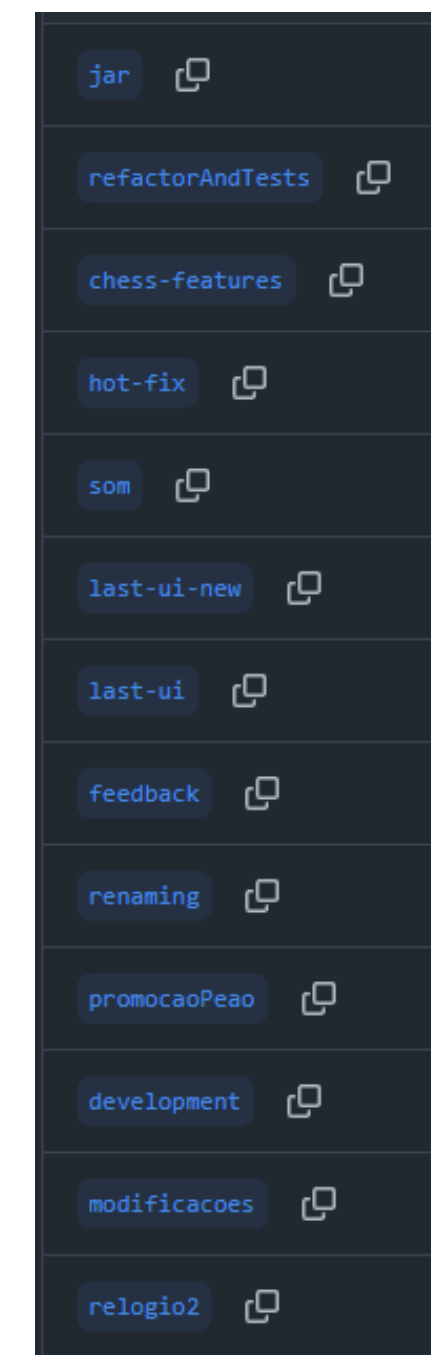 jar
refactorAndTests
chess-features
hot-fix
som
last-ui-new
last-ui
feedback
renaming
promocaoPeao
development
modificacoes
relogio2